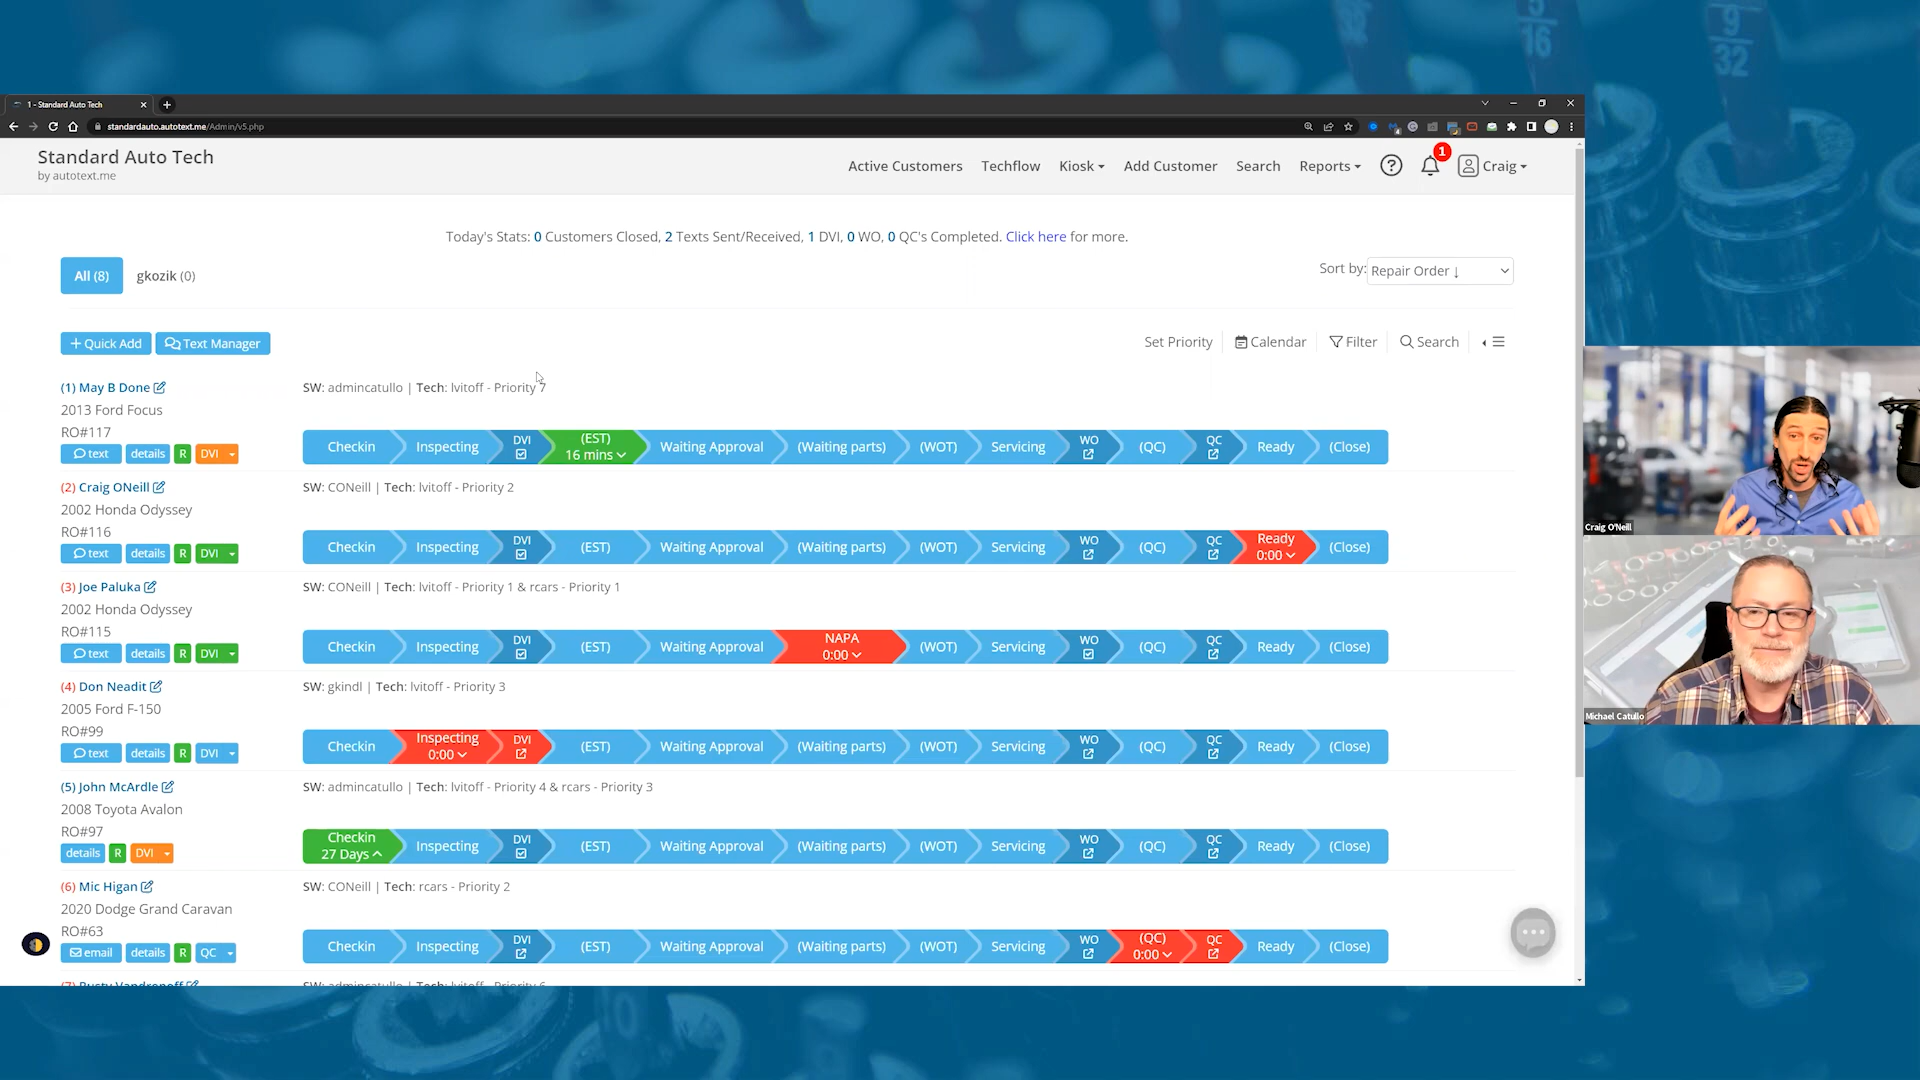 5
16
9
32
32
1 - Standard Auto Tech
standardauto.autotext.me/Admin/v5.php
Standard Auto Tech
by autotext.me
Active Customers
Techflow
Kiosk
Add Customer
Search
Reports
1
Craig
Today's Stats: 0 Customers Closed, 2 Texts Sent/Received, 1 DVI, 0 WO, 0 QC's Completed. Click here for more.
All (8)
gkozik (0)
Sort by: Repair Order ↓
+ Quick Add
Text Manager
Set Priority
Calendar
Filter
Search
(1) May B Done
SW: admincatullo | Tech: lvitoff - Priority 7
2013 Ford Focus
RO#117
text details R DVI
Checkin Inspecting DVI (EST) 16 mins Waiting Approval (Waiting parts) (WOT) Servicing WO (QC) QC Ready (Close)
(2) Craig ONeill
SW: CONeill | Tech: lvitoff - Priority 2
2002 Honda Odyssey
RO#116
text details R DVI
Checkin Inspecting DVI (EST) Waiting Approval (Waiting parts) (WOT) Servicing WO (QC) QC Ready 0:00 (Close)
(3) Joe Paluka
SW: CONeill | Tech: lvitoff - Priority 1 & rcars - Priority 1
2002 Honda Odyssey
RO#115
text details R DVI
Checkin Inspecting DVI (EST) Waiting Approval NAPA 0:00 (WOT) Servicing WO (QC) QC Ready (Close)
(4) Don Neadit
SW: gkindl | Tech: lvitoff - Priority 3
2005 Ford F-150
RO#99
text details R DVI
Checkin Inspecting 0:00 DVI (EST) Waiting Approval (Waiting parts) (WOT) Servicing WO (QC) QC Ready (Close)
(5) John McArdle
SW: admincatullo | Tech: lvitoff - Priority 4 & rcars - Priority 3
2008 Toyota Avalon
RO#97
details R DVI
Checkin 27 Days Inspecting DVI (EST) Waiting Approval (Waiting parts) (WOT) Servicing WO (QC) QC Ready (Close)
(6) Mic Higan
SW: CONeill | Tech: rcars - Priority 2
2020 Dodge Grand Caravan
RO#63
email details R QC
Checkin Inspecting DVI (EST) Waiting Approval (Waiting parts) (WOT) Servicing WO (QC) 0:00 QC Ready (Close)
Craig O'Neill
Michael Catullo